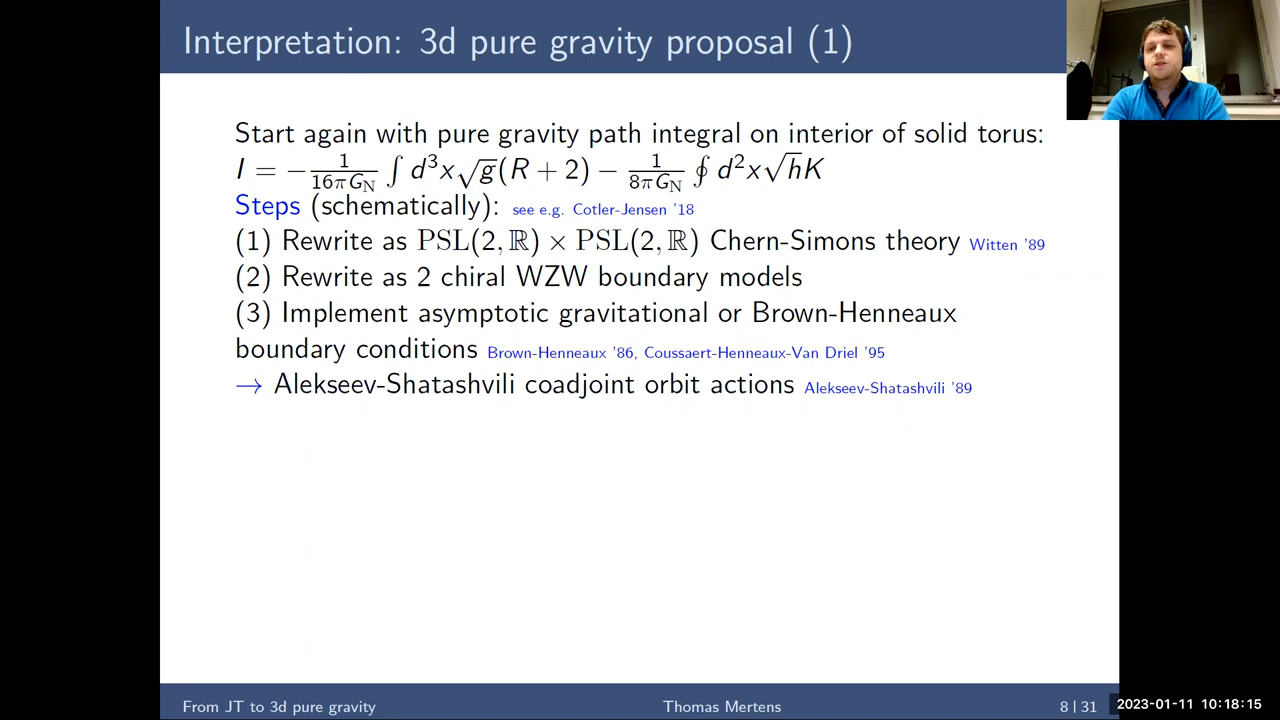 Interpretation: 3d pure gravity proposal (1)
Start again with pure gravity path integral on interior of solid torus:
I = −\frac{1}{16πG_N} ∫ d³x√g(R + 2) − \frac{1}{8πG_N} ∮ d²x√hK
Steps (schematically): see e.g. Cotler-Jensen '18
(1) Rewrite as PSL(2,ℝ) × PSL(2,ℝ) Chern-Simons theory Witten '89
(2) Rewrite as 2 chiral WZW boundary models
(3) Implement asymptotic gravitational or Brown-Henneaux
boundary conditions Brown-Henneaux '86, Coussaert-Henneaux-Van Driel '95
→ Alekseev-Shatashvili coadjoint orbit actions Alekseev-Shatashvili '89
From JT to 3d pure gravity
Thomas Mertens
8 | 31
2023-01-11 10:18:15